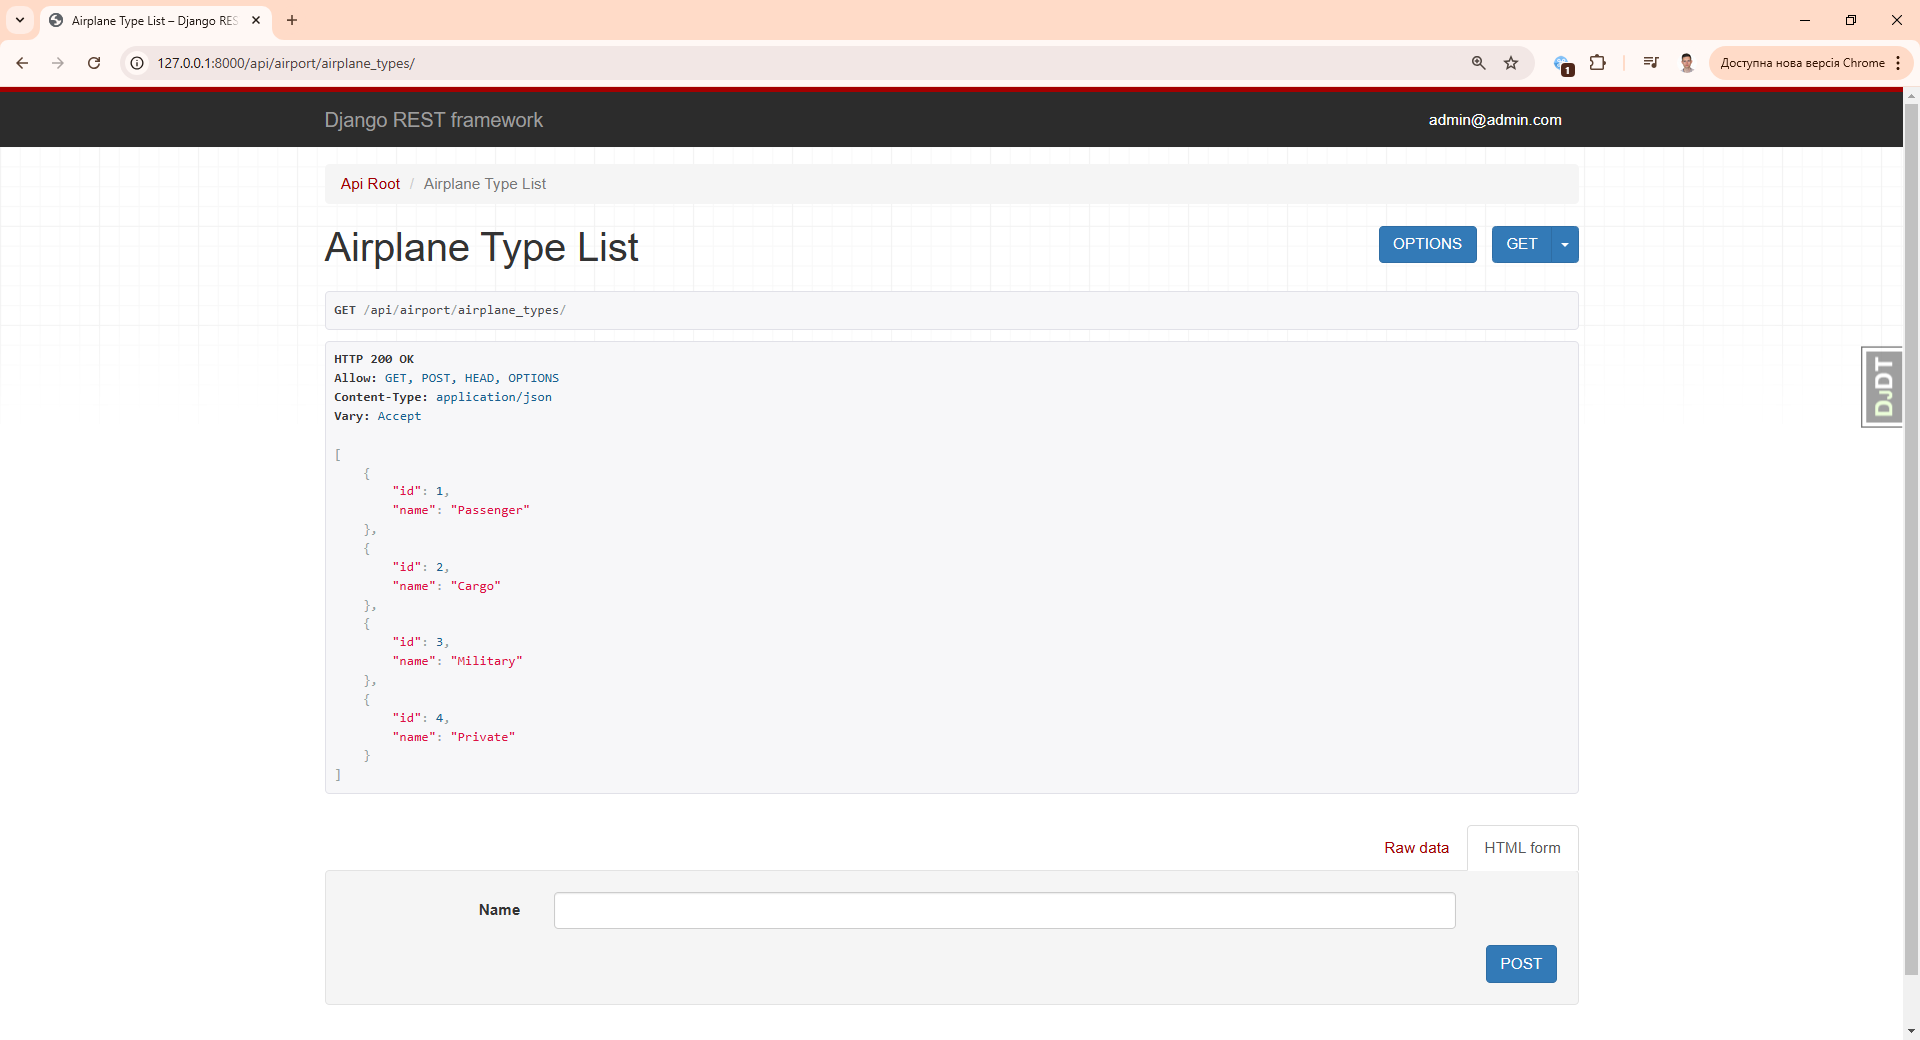 Airplane Type List – Django RES
127.0.0.1:8000/api/airport/airplane_types/
1
Доступна нова версія Chrome
Django REST framework
admin@admin.com
Api Root / Airplane Type List
Airplane Type List
OPTIONS
GET
GET /api/airport/airplane_types/
HTTP 200 OK
Allow: GET, POST, HEAD, OPTIONS
Content-Type: application/json
Vary: Accept
[
    {
        "id": 1,
        "name": "Passenger"
    },
    {
        "id": 2,
        "name": "Cargo"
    },
    {
        "id": 3,
        "name": "Military"
    },
    {
        "id": 4,
        "name": "Private"
    }
]
DJDT
Raw data
HTML form
Name
POST